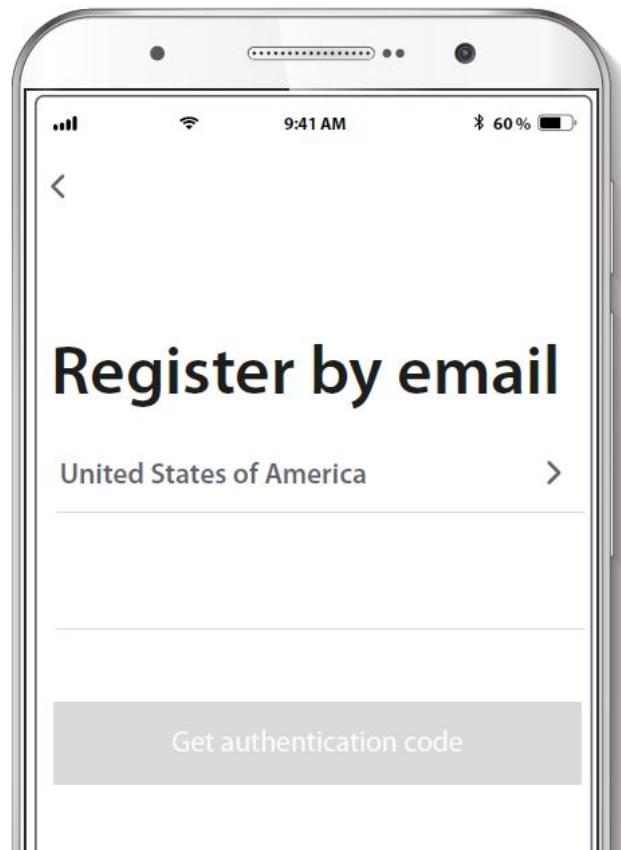 9:41 AM
60%
Register by email
United States of America
Get authentication code